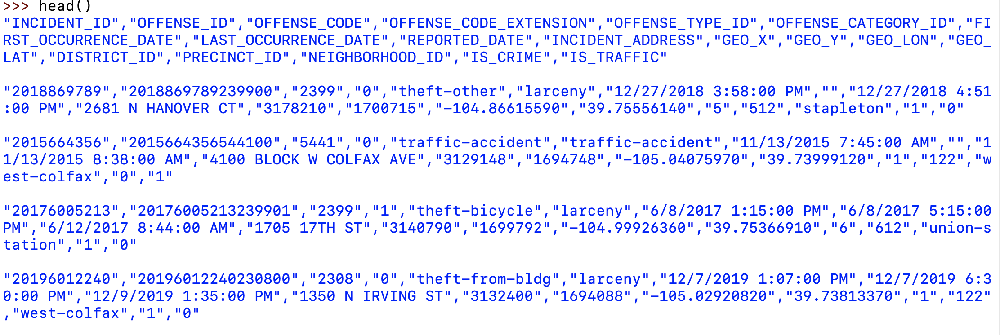 >>> head()
"INCIDENT_ID","OFFENSE_ID","OFFENSE_CODE","OFFENSE_CODE_EXTENSION","OFFENSE_TYPE_ID","OFFENSE_CATEGORY_ID","FI
RST_OCCURRENCE_DATE","LAST_OCCURRENCE_DATE","REPORTED_DATE","INCIDENT_ADDRESS","GEO_X","GEO_Y","GEO_LON","GEO_
LAT","DISTRICT_ID","PRECINCT_ID","NEIGHBORHOOD_ID","IS_CRIME","IS_TRAFFIC"
"2018869789","2018869789239900","2399","0","theft-other","larceny","12/27/2018 3:58:00 PM","","12/27/2018 4:51
:00 PM","2681 N HANOVER CT","3178210","1700715","-104.86615590","39.75556140","5","512","stapleton","1","0"
"2015664356","2015664356544100","5441","0","traffic-accident","traffic-accident","11/13/2015 7:45:00 AM","","1
1/13/2015 8:38:00 AM","4100 BLOCK W COLFAX AVE","3129148","1694748","-105.04075970","39.73999120","1","122","w
est-colfax","0","1"
"20176005213","20176005213239901","2399","1","theft-bicycle","larceny","6/8/2017 1:15:00 PM","6/8/2017 5:15:00
PM","6/12/2017 8:44:00 AM","1705 17TH ST","3140790","1699792","-104.99926360","39.75366910","6","612","union-s
tation","1","0"
"20196012240","20196012240230800","2308","0","theft-from-bldg","larceny","12/7/2019 1:07:00 PM","12/7/2019 6:3
0:00 PM","12/9/2019 1:35:00 PM","1350 N IRVING ST","3132400","1694088","-105.02920820","39.73813370","1","122"
,"west-colfax","1","0"